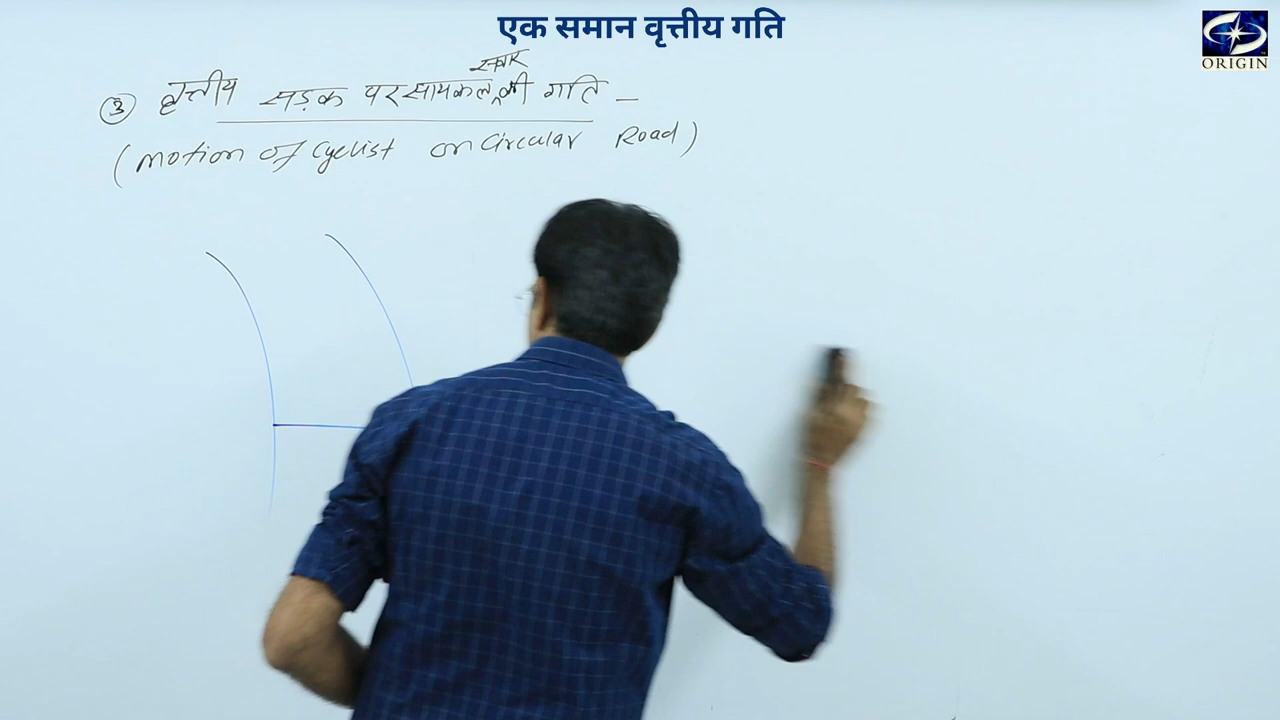 एक समान वृत्तीय गति
ORIGIN
सवार
③ वृत्तीय सड़क पर सायकल की गति –
(Motion of Cyclist on Circular Road)